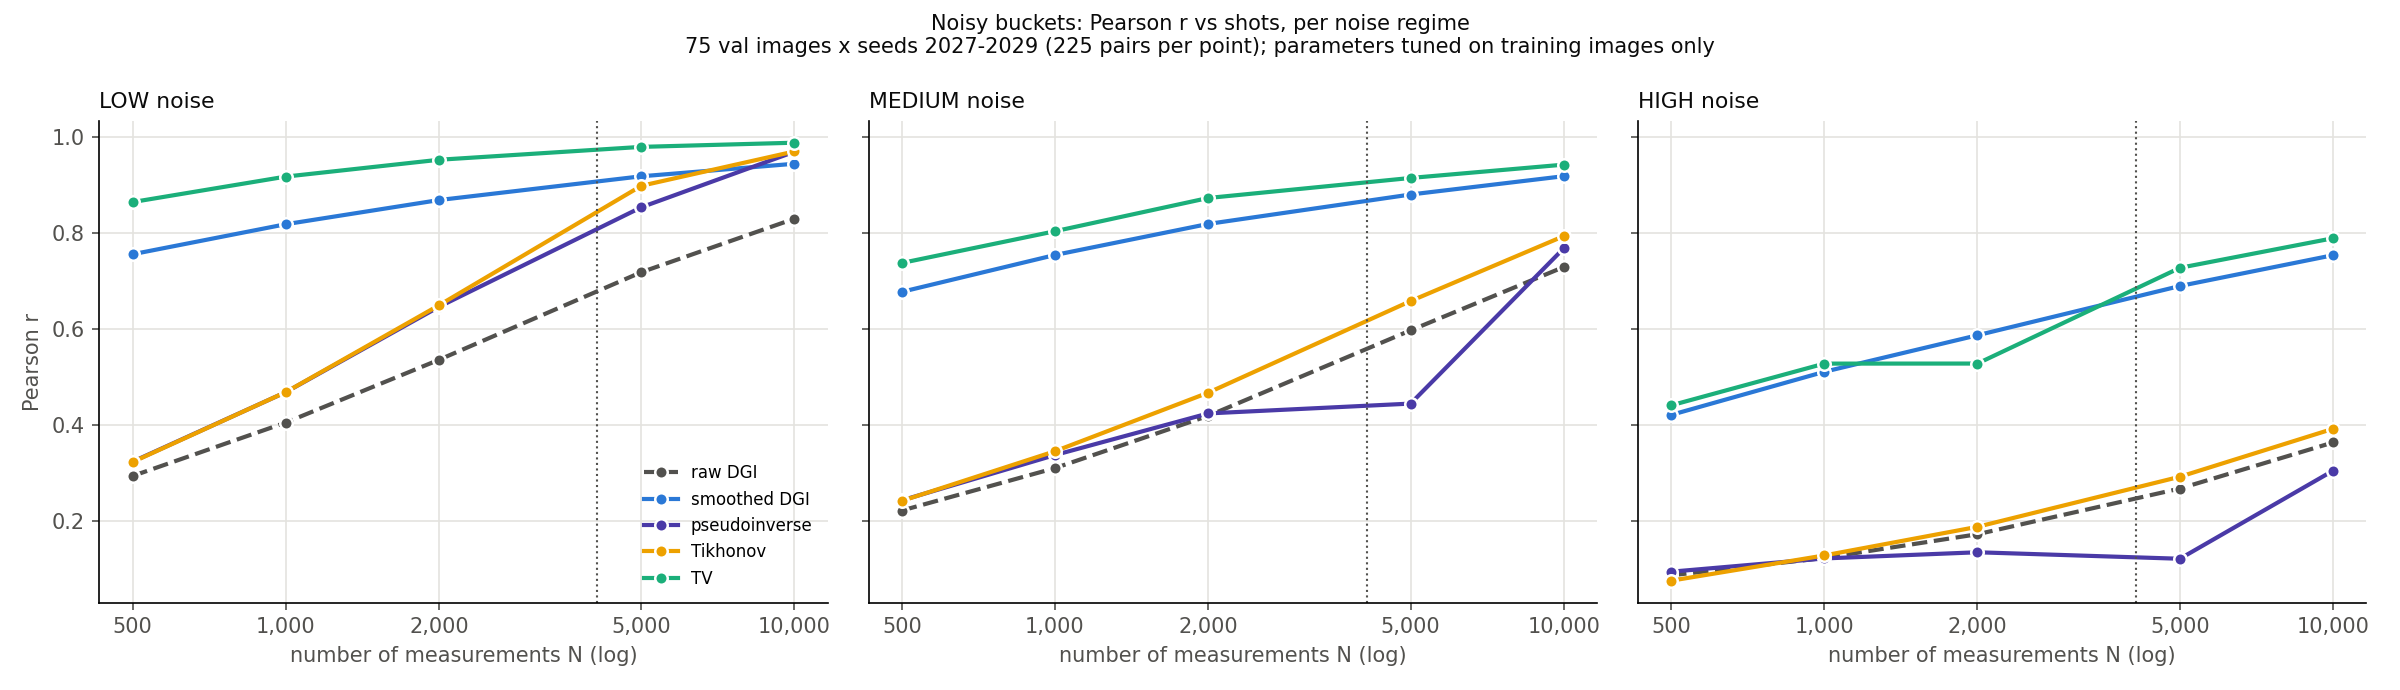 Noisy buckets: Pearson r vs shots, per noise regime
75 val images x seeds 2027-2029 (225 pairs per point); parameters tuned on training images only
LOW noise
MEDIUM noise
HIGH noise
Pearson r
1.0
0.8
0.6
0.4
0.2
raw DGI
smoothed DGI
pseudoinverse
Tikhonov
TV
500 1,000 2,000 5,000 10,000
500 1,000 2,000 5,000 10,000
500 1,000 2,000 5,000 10,000
number of measurements N (log)
number of measurements N (log)
number of measurements N (log)